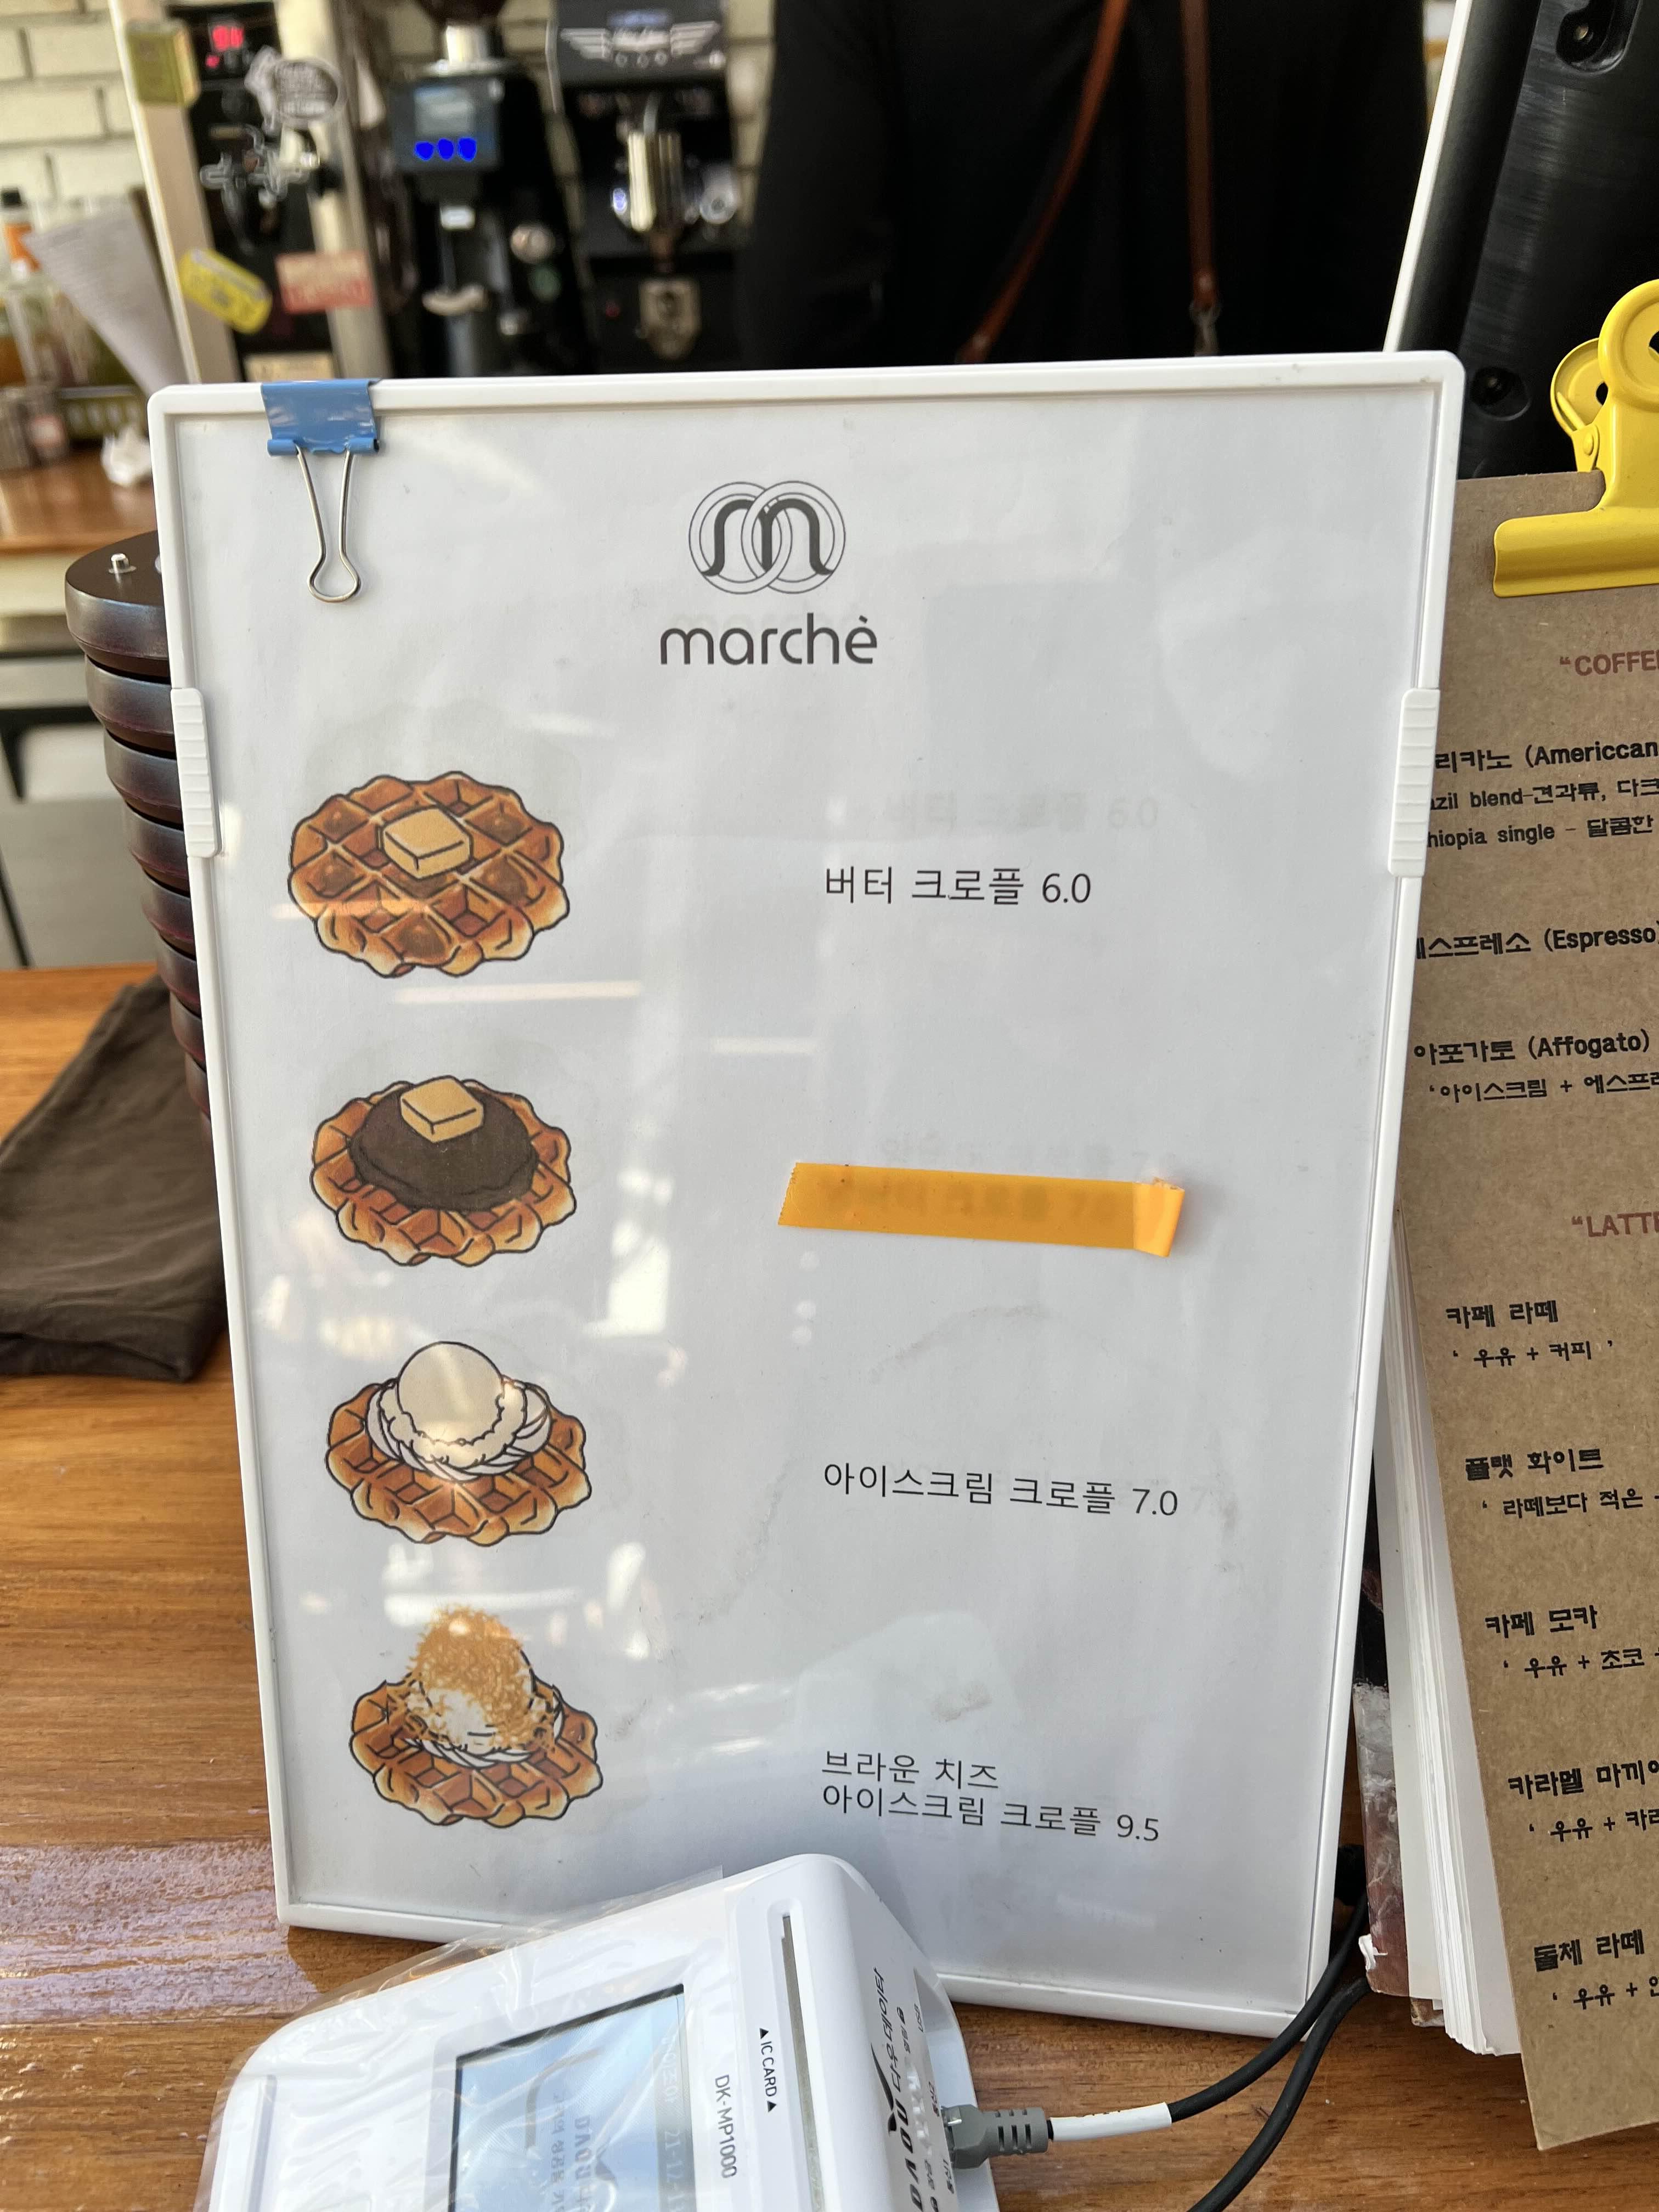 marchè
버터 크로플 6.0
아이스크림 크로플 7.0
브라운 치즈
아이스크림 크로플 9.5
"COFFE
리카노 (Americcan
zil blend-견과류, 다크
hiopia single - 달콤한
스프레소 (Espresso)
아포가토 (Affogato)
'아이스크림 + 에스프레
"LATTE
카페 라떼
' 우유 + 커피 '
플랫 화이트
' 라떼보다 적은
카페 모카
' 우유 + 초코
카라멜 마끼아
' 우유 + 카라
돌체 라떼
' 우유 + 연
▲IC CARD▲
DK-MP1000